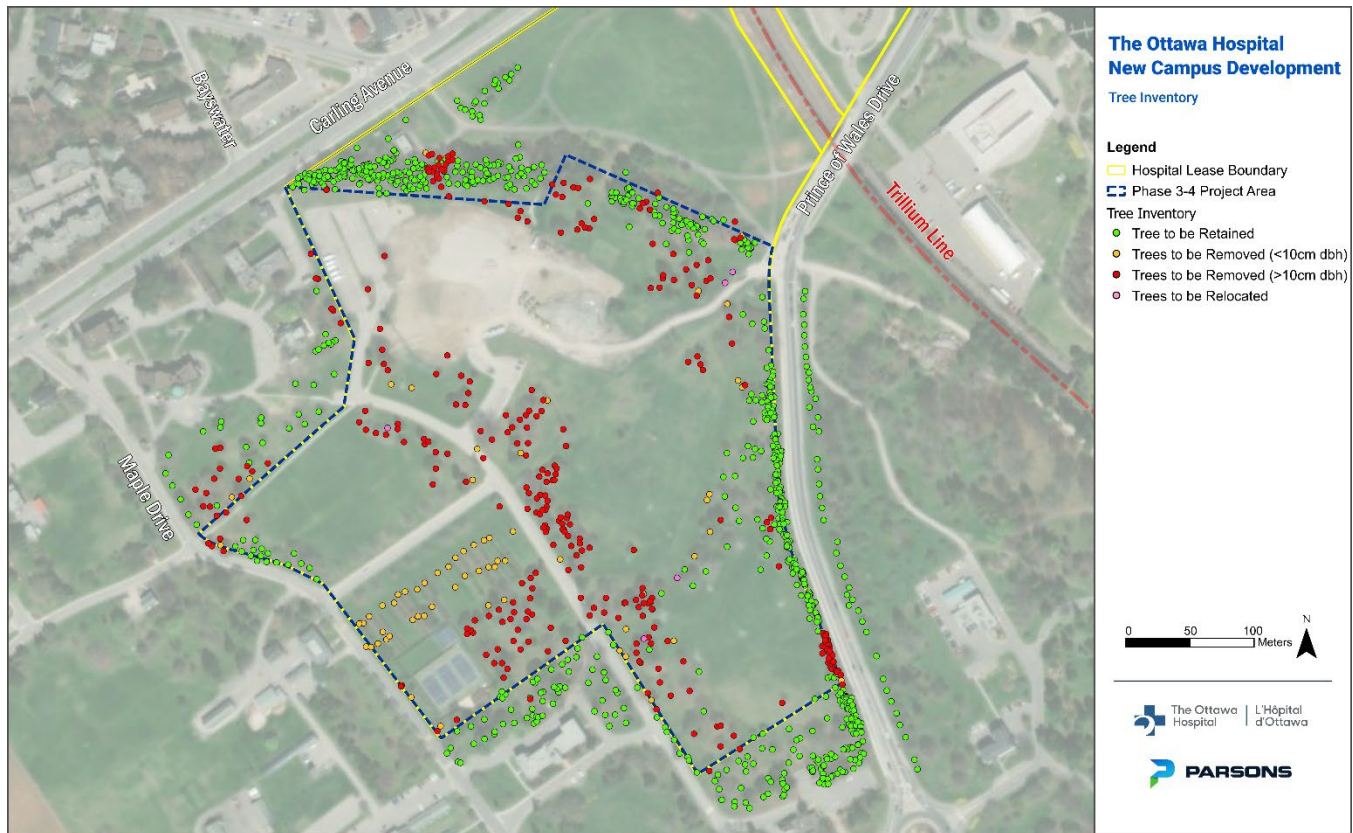 Bayswater
Carling Avenue
Prince of Wales Drive
Trillium Line
Maple Drive
The Ottawa Hospital
New Campus Development
Tree Inventory
Legend
Hospital Lease Boundary
Phase 3-4 Project Area
Tree Inventory
Tree to be Retained
Trees to be Removed (<10cm dbh)
Trees to be Removed (>10cm dbh)
Trees to be Relocated
0 50 100
Meters
N
The Ottawa
Hospital
L'Hôpital
d'Ottawa
PARSONS